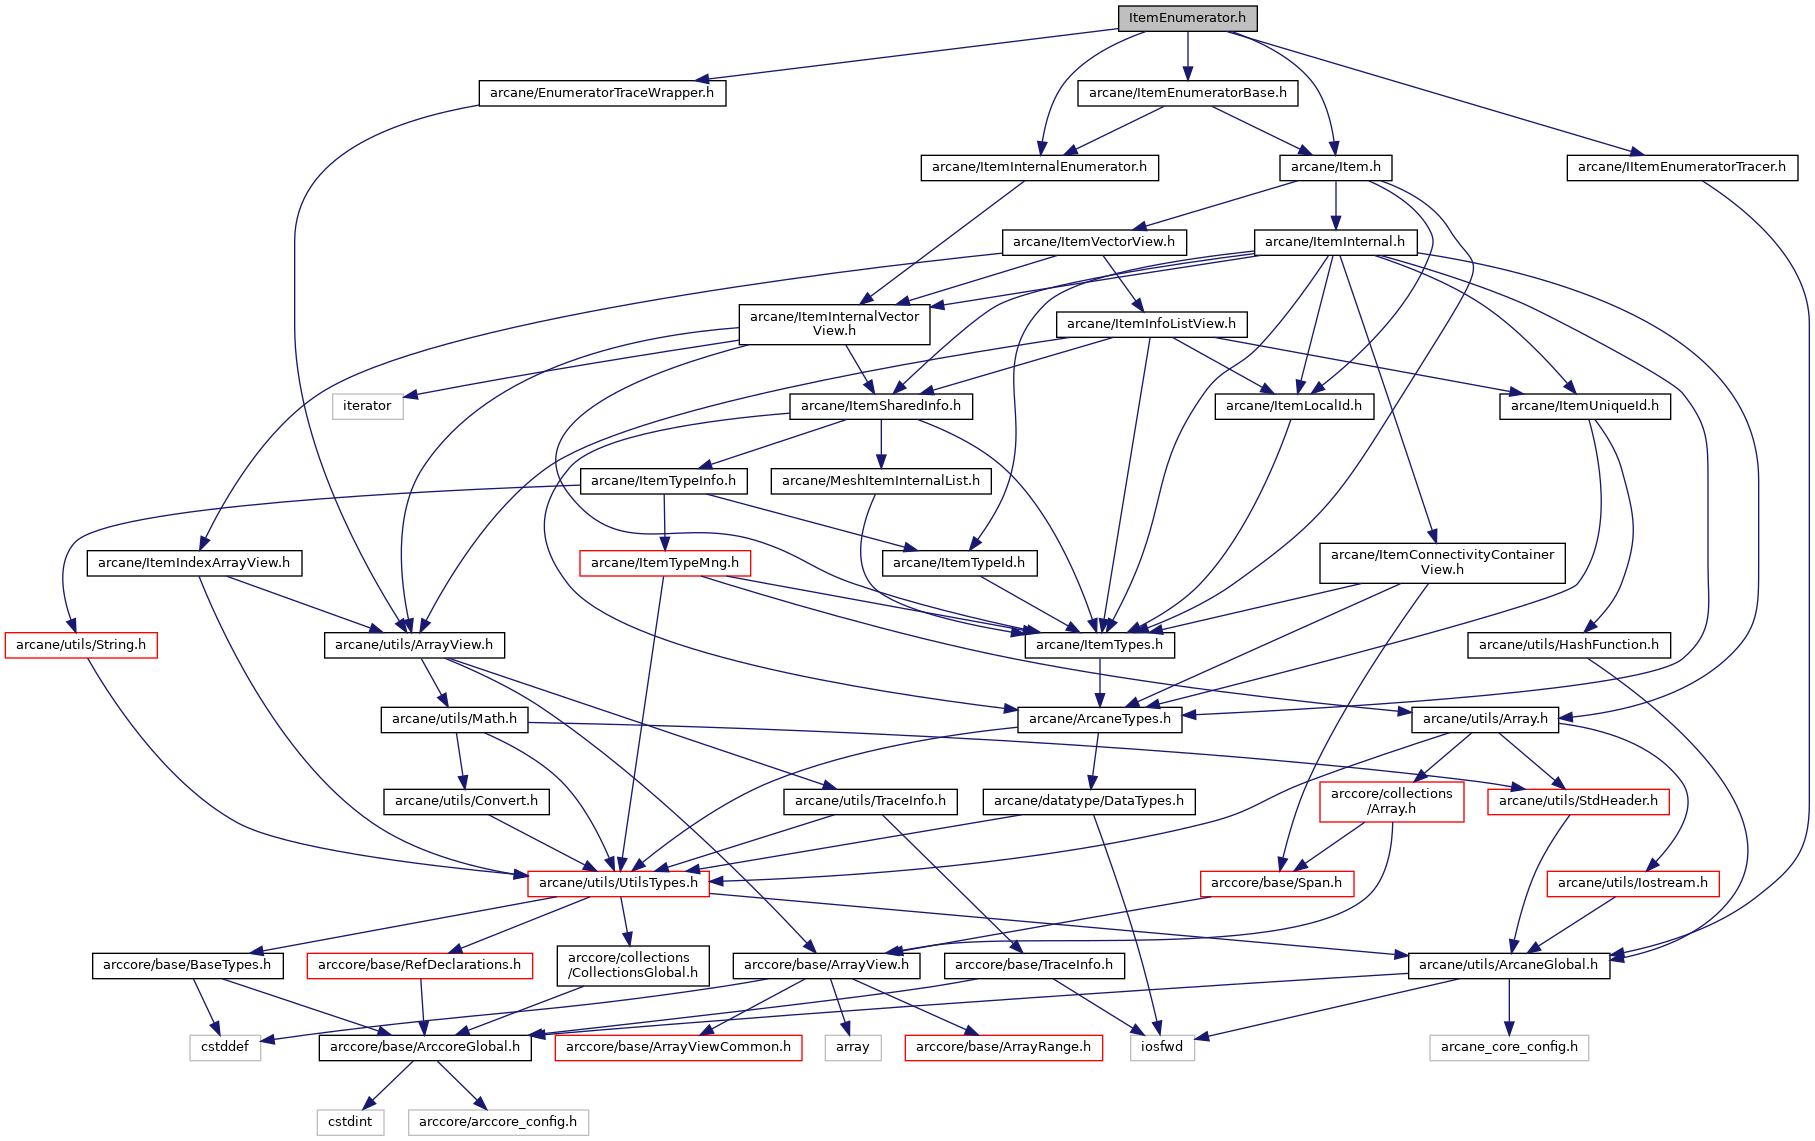 ItemEnumerator.h
arcane/EnumeratorTraceWrapper.h
arcane/ItemEnumeratorBase.h
arcane/ItemInternalEnumerator.h
arcane/Item.h
arcane/IItemEnumeratorTracer.h
arcane/ItemVectorView.h
arcane/ItemInternal.h
arcane/ItemInternalVector
View.h
arcane/ItemInfoListView.h
iterator
arcane/ItemSharedInfo.h
arcane/ItemLocalId.h
arcane/ItemUniqueId.h
arcane/ItemTypeInfo.h
arcane/MeshItemInternalList.h
arcane/ItemIndexArrayView.h
arcane/ItemTypeMng.h
arcane/ItemTypeId.h
arcane/ItemConnectivityContainer
View.h
arcane/utils/String.h
arcane/utils/ArrayView.h
arcane/ItemTypes.h
arcane/utils/HashFunction.h
arcane/utils/Math.h
arcane/ArcaneTypes.h
arcane/utils/Array.h
arcane/utils/Convert.h
arcane/utils/TraceInfo.h
arcane/datatype/DataTypes.h
arccore/collections
/Array.h
arcane/utils/StdHeader.h
arcane/utils/UtilsTypes.h
arccore/base/Span.h
arcane/utils/Iostream.h
arccore/base/BaseTypes.h
arccore/base/RefDeclarations.h
arccore/collections
/CollectionsGlobal.h
arccore/base/ArrayView.h
arccore/base/TraceInfo.h
arcane/utils/ArcaneGlobal.h
cstddef
arccore/base/ArccoreGlobal.h
arccore/base/ArrayViewCommon.h
array
arccore/base/ArrayRange.h
iosfwd
arcane_core_config.h
cstdint
arccore/arccore_config.h